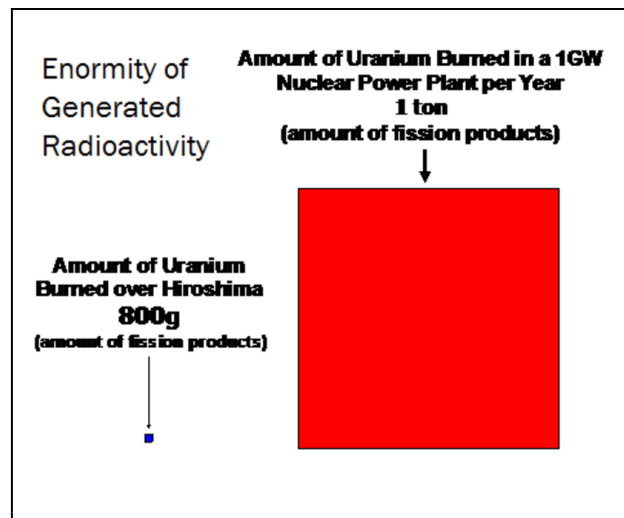 Enormity of
Generated
Radioactivity
Amount of Uranium Burned in a 1GW
Nuclear Power Plant per Year
1 ton
(amount of fission products)
Amount of Uranium
Burned over Hiroshima
800g
(amount of fission products)